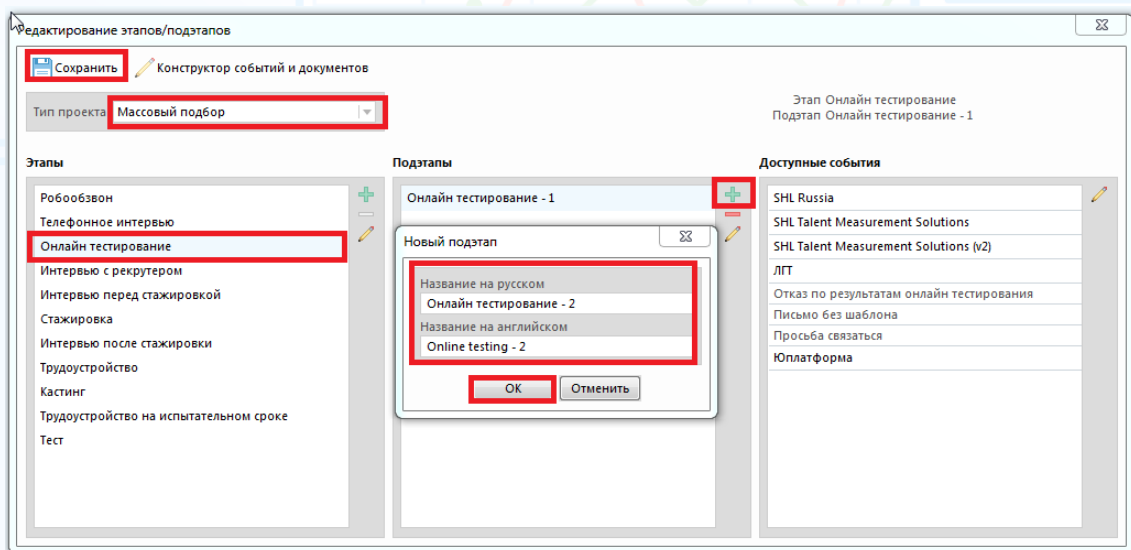 Редактирование этапов/подэтапов
Сохранить Конструктор событий и документов
Тип проекта Массовый подбор
Этап Онлайн тестирование
Подэтап Онлайн тестирование - 1
Этапы
Робообзвон
Телефонное интервью
Онлайн тестирование
Интервью с рекрутером
Интервью перед стажировкой
Стажировка
Интервью после стажировки
Трудоустройство
Кастинг
Трудоустройство на испытательном сроке
Тест
Подэтапы
Онлайн тестирование - 1
Новый подэтап
Название на русском
Онлайн тестирование - 2
Название на английском
Online testing - 2
OK Отменить
Доступные события
SHL Russia
SHL Talent Measurement Solutions
SHL Talent Measurement Solutions (v2)
ЛГТ
Отказ по результатам онлайн тестирования
Письмо без шаблона
Просьба связаться
Юплатформа